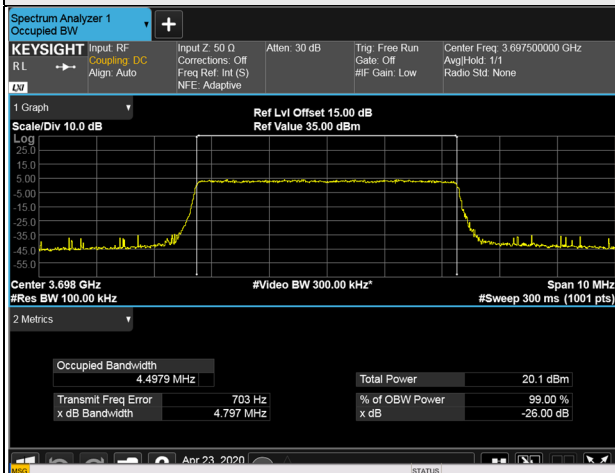 Spectrum Analyzer 1
Occupied BW
+
KEYSIGHT
RL
LXI
Input: RF
Coupling: DC
Align: Auto
Input Z: 50 Ω
Corrections: Off
Freq Ref: Int (S)
NFE: Adaptive
Atten: 30 dB
Trig: Free Run
Gate: Off
#IF Gain: Low
Center Freq: 3.697500000 GHz
Avg|Hold: 1/1
Radio Std: None
1 Graph
Scale/Div 10.0 dB
Ref Lvl Offset 15.00 dB
Ref Value 35.00 dBm
Log
25.0
15.0
5.00
-5.00
-15.0
-25.0
-35.0
-45.0
-55.0
Center 3.698 GHz
#Res BW 100.00 kHz
#Video BW 300.00 kHz*
Span 10 MHz
#Sweep 300 ms (1001 pts)
2 Metrics
Occupied Bandwidth
4.4979 MHz
Transmit Freq Error 703 Hz
x dB Bandwidth 4.797 MHz
Total Power 20.1 dBm
% of OBW Power 99.00 %
x dB -26.00 dB
Apr 23, 2020
MSG
STATUS